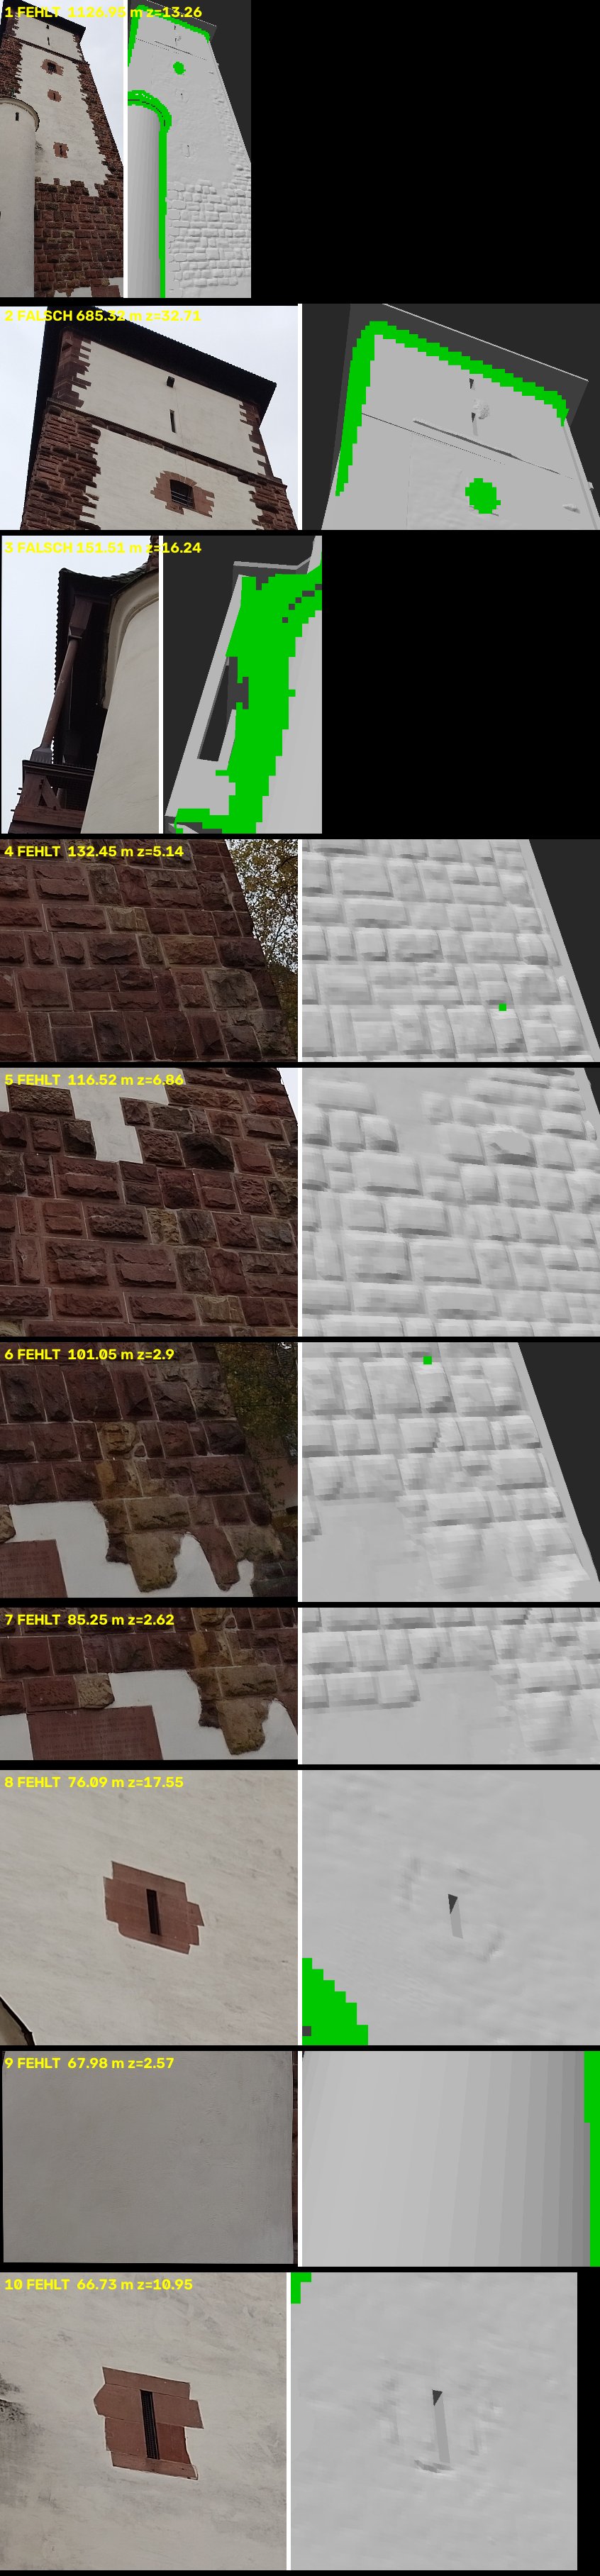 1 FEHLT 1126.95 m z=13.26
2 FALSCH 685.32 m z=32.71
3 FALSCH 151.51 m z=16.24
4 FEHLT 132.45 m z=5.14
5 FEHLT 116.52 m z=6.86
6 FEHLT 101.05 m z=2.9
7 FEHLT 85.25 m z=2.62
8 FEHLT 76.09 m z=17.55
9 FEHLT 67.98 m z=2.57
10 FEHLT 66.73 m z=10.95